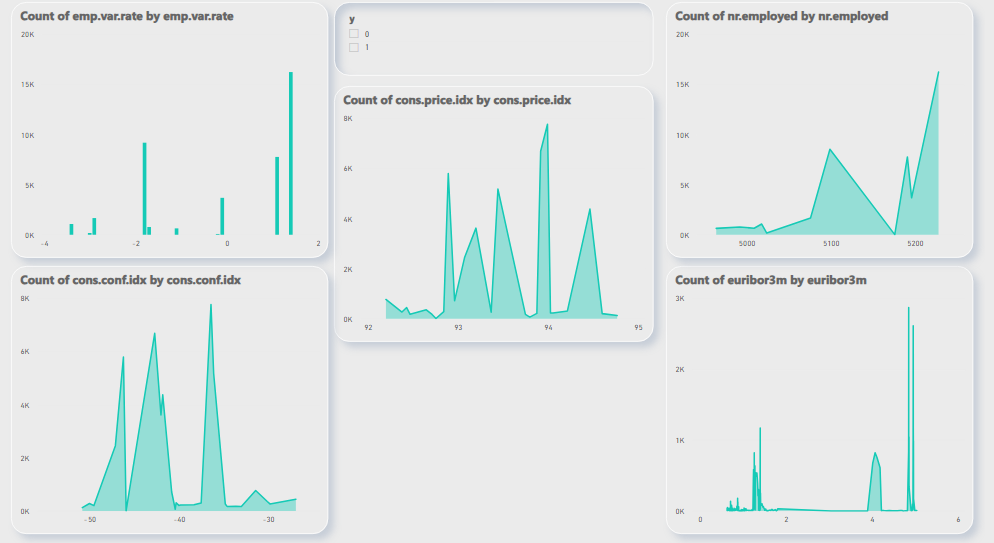 Count of emp.var.rate by emp.var.rate
20K
15K
10K
5K
0K
-4 -2 0 2
y
0
1
Count of cons.price.idx by cons.price.idx
8K
6K
4K
2K
0K
92 93 94 95
Count of nr.employed by nr.employed
20K
15K
10K
5K
0K
5000 5100 5200
Count of cons.conf.idx by cons.conf.idx
8K
6K
4K
2K
0K
-50 -40 -30
Count of euribor3m by euribor3m
3K
2K
1K
0K
0 2 4 6